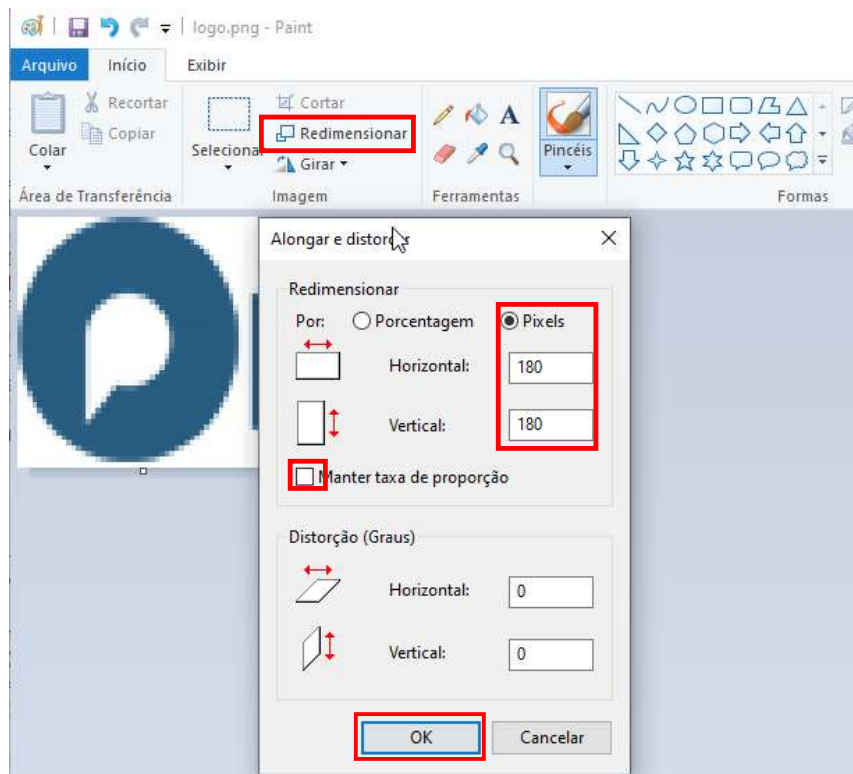 logo.png - Paint
Arquivo Início Exibir
Colar
Recortar
Copiar
Área de Transferência
Selecionar
Cortar
Redimensionar
Girar
Imagem
A
Ferramentas
Pincéis
Formas
Alongar e distorcer
Redimensionar
Por: Porcentagem Pixels
Horizontal: 180
Vertical: 180
Manter taxa de proporção
Distorção (Graus)
Horizontal: 0
Vertical: 0
OK Cancelar